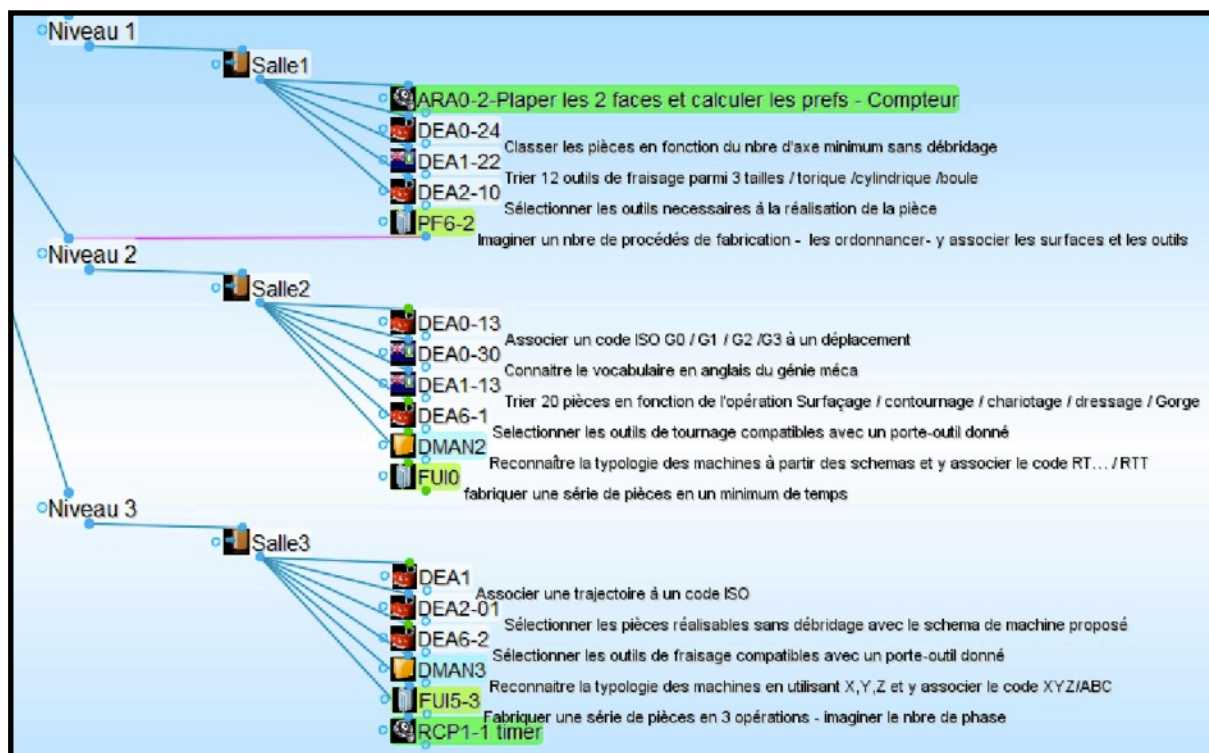 Niveau 1
Salle1
ARA0-2-Plaper les 2 faces et calculer les prefs - Compteur
DEA0-24
Classer les pièces en fonction du nbre d'axe minimum sans débridage
DEA1-22
Trier 12 outils de fraisage parmi 3 tailles / torique /cylindrique /boule
DEA2-10
Sélectionner les outils necessaires à la réalisation de la pièce
PF6-2
Imaginer un nbre de procédés de fabrication - les ordonnancer- y associer les surfaces et les outils
Niveau 2
Salle2
DEA0-13
Associer un code ISO G0 / G1 / G2 /G3 à un déplacement
DEA0-30
Connaitre le vocabulaire en anglais du génie méca
DEA1-13
Trier 20 pièces en fonction de l'opération Surfaçage / contournage / chariotage / dressage / Gorge
DEA6-1
Selectionner les outils de tournage compatibles avec un porte-outil donné
DMAN2
Reconnaître la typologie des machines à partir des schemas et y associer le code RT... / RTT
FUI0
fabriquer une série de pièces en un minimum de temps
Niveau 3
Salle3
DEA1
Associer une trajectoire à un code ISO
DEA2-01
Sélectionner les pièces réalisables sans débridage avec le schema de machine proposé
DEA6-2
Sélectionner les outils de fraisage compatibles avec un porte-outil donné
DMAN3
Reconnaitre la typologie des machines en utilisant X,Y,Z et y associer le code XYZ/ABC
FUI5-3
Fabriquer une série de pièces en 3 opérations - imaginer le nbre de phase
RCP1-1 timer